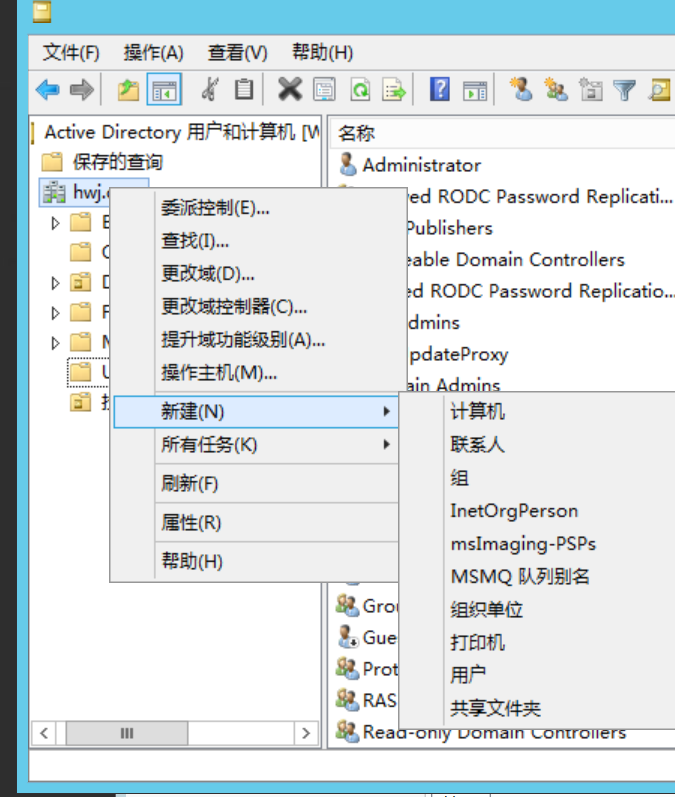 文件(F) 操作(A) 查看(V) 帮助(H)
Active Directory 用户和计算机 [W
保存的查询
hwj.
名称
Administrator
ed RODC Password Replicati...
Publishers
eable Domain Controllers
ed RODC Password Replicatio...
dmins
pdateProxy
ain Admins
委派控制(E)...
查找(I)...
更改域(D)...
更改域控制器(C)...
提升域功能级别(A)...
操作主机(M)...
新建(N)
所有任务(K)
刷新(F)
属性(R)
帮助(H)
计算机
联系人
组
InetOrgPerson
msImaging-PSPs
MSMQ 队列别名
组织单位
打印机
用户
共享文件夹
Grou
Gue
Prot
RAS
Read-only Domain Controllers